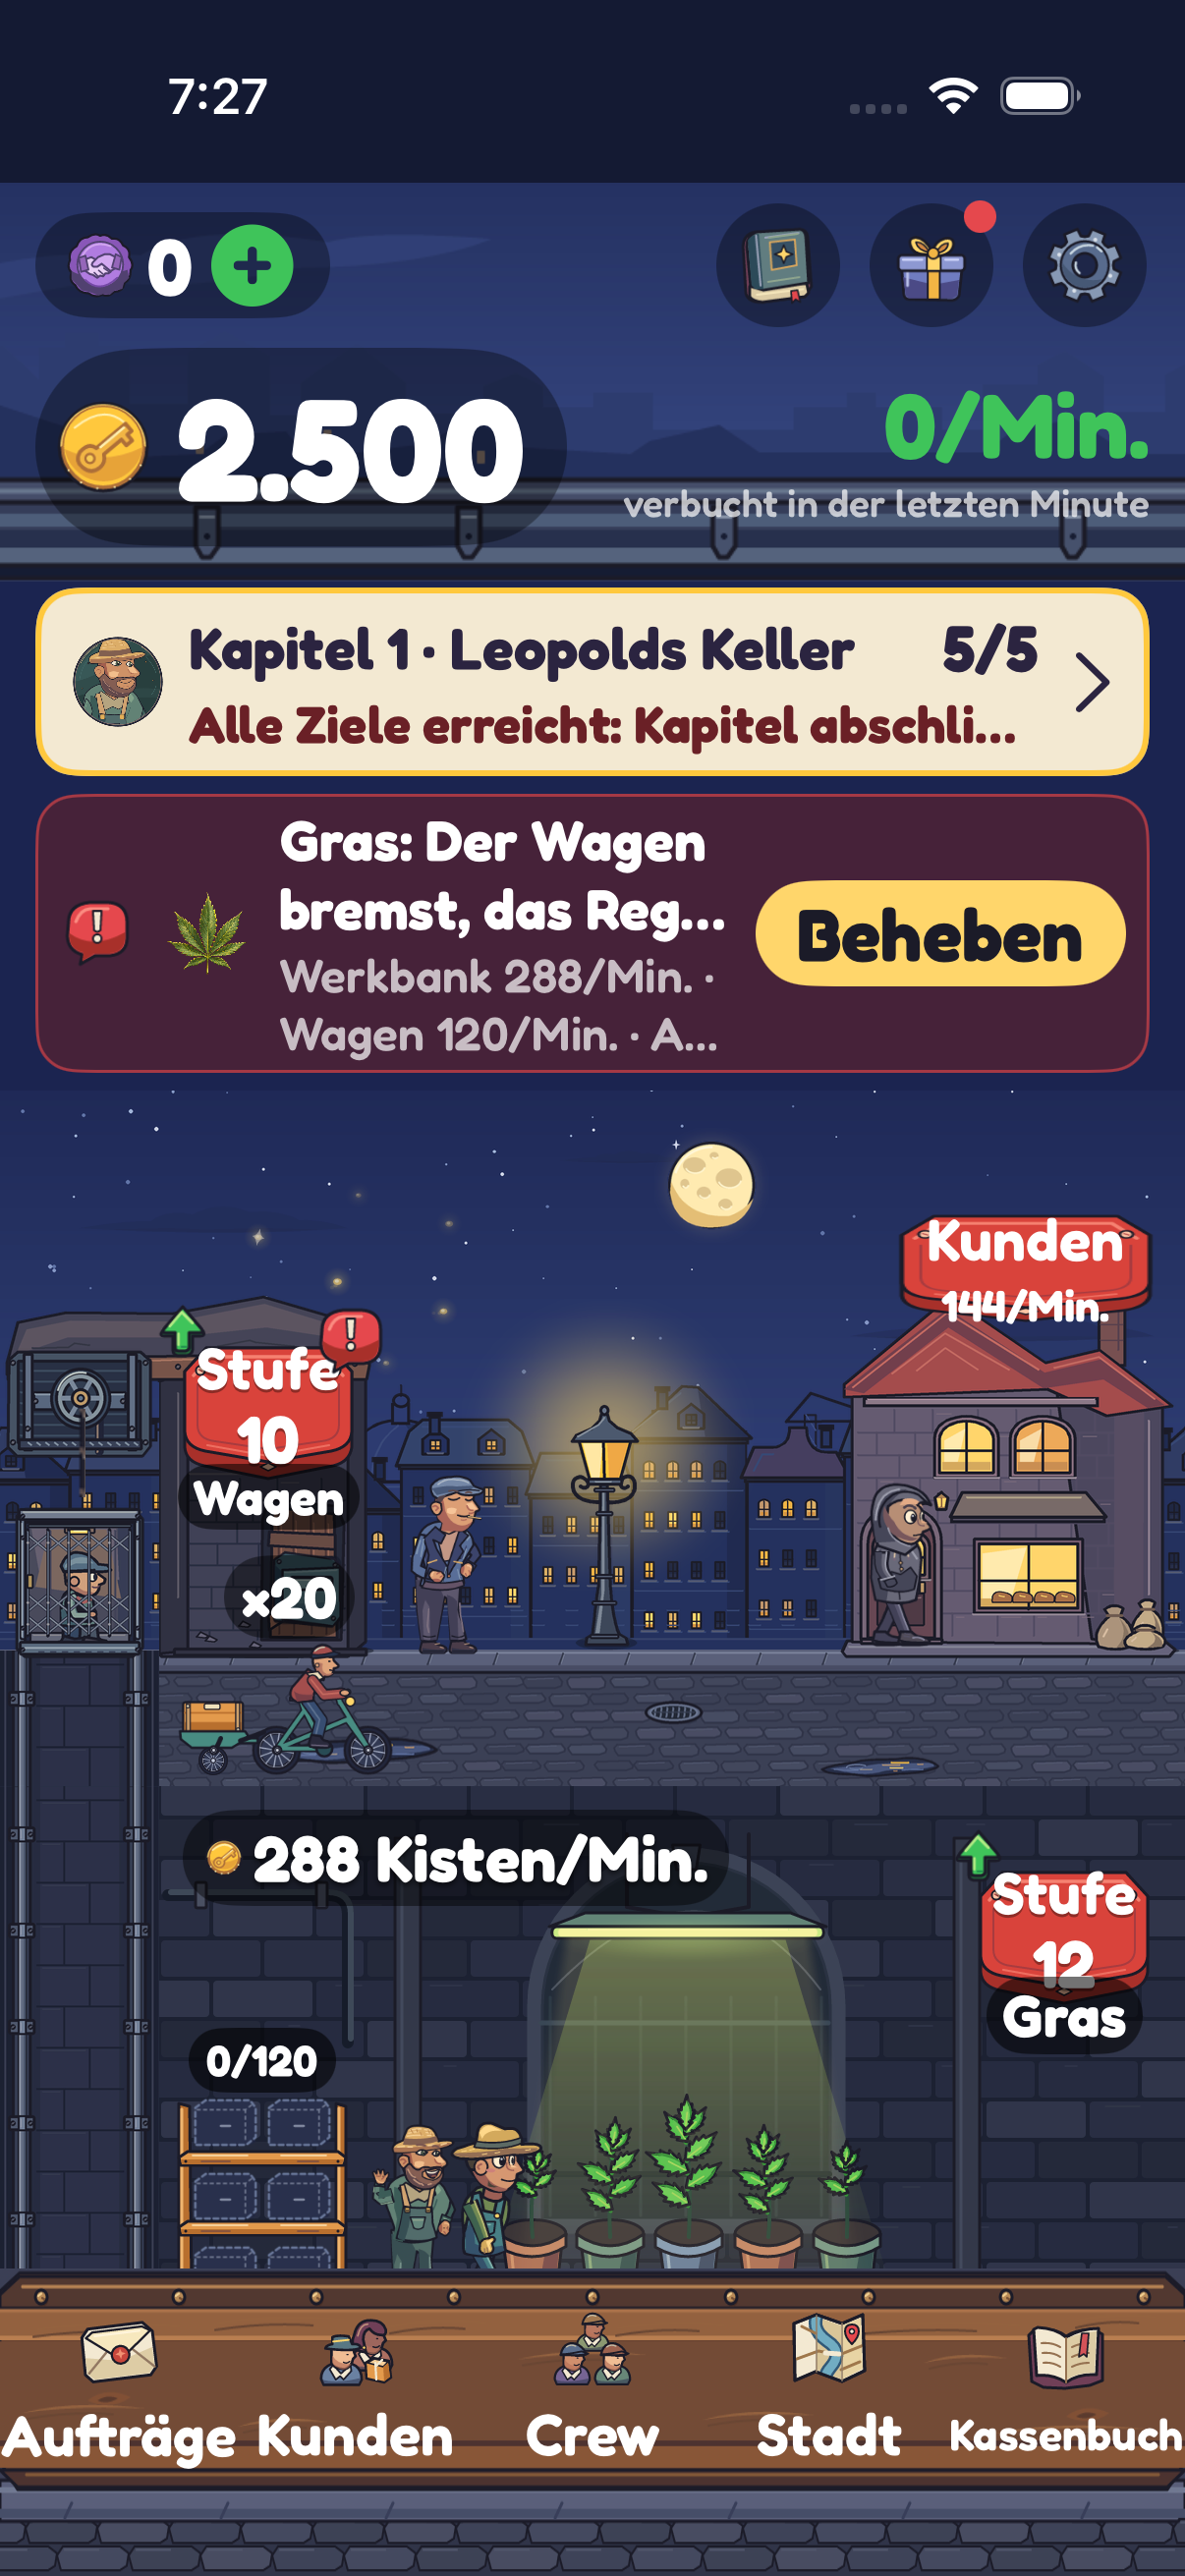 7:27
0
2.500
0/Min.
verbucht in der letzten Minute
Kapitel 1 · Leopolds Keller 5/5
Alle Ziele erreicht: Kapitel abschli...
Gras: Der Wagen
bremst, das Reg...
Werkbank 288/Min. ·
Wagen 120/Min. · A...
Beheben
Kunden
144/Min.
Stufe
10
Wagen
x20
288 Kisten/Min.
Stufe
12
Gras
0/120
Aufträge Kunden Crew Stadt Kassenbuch